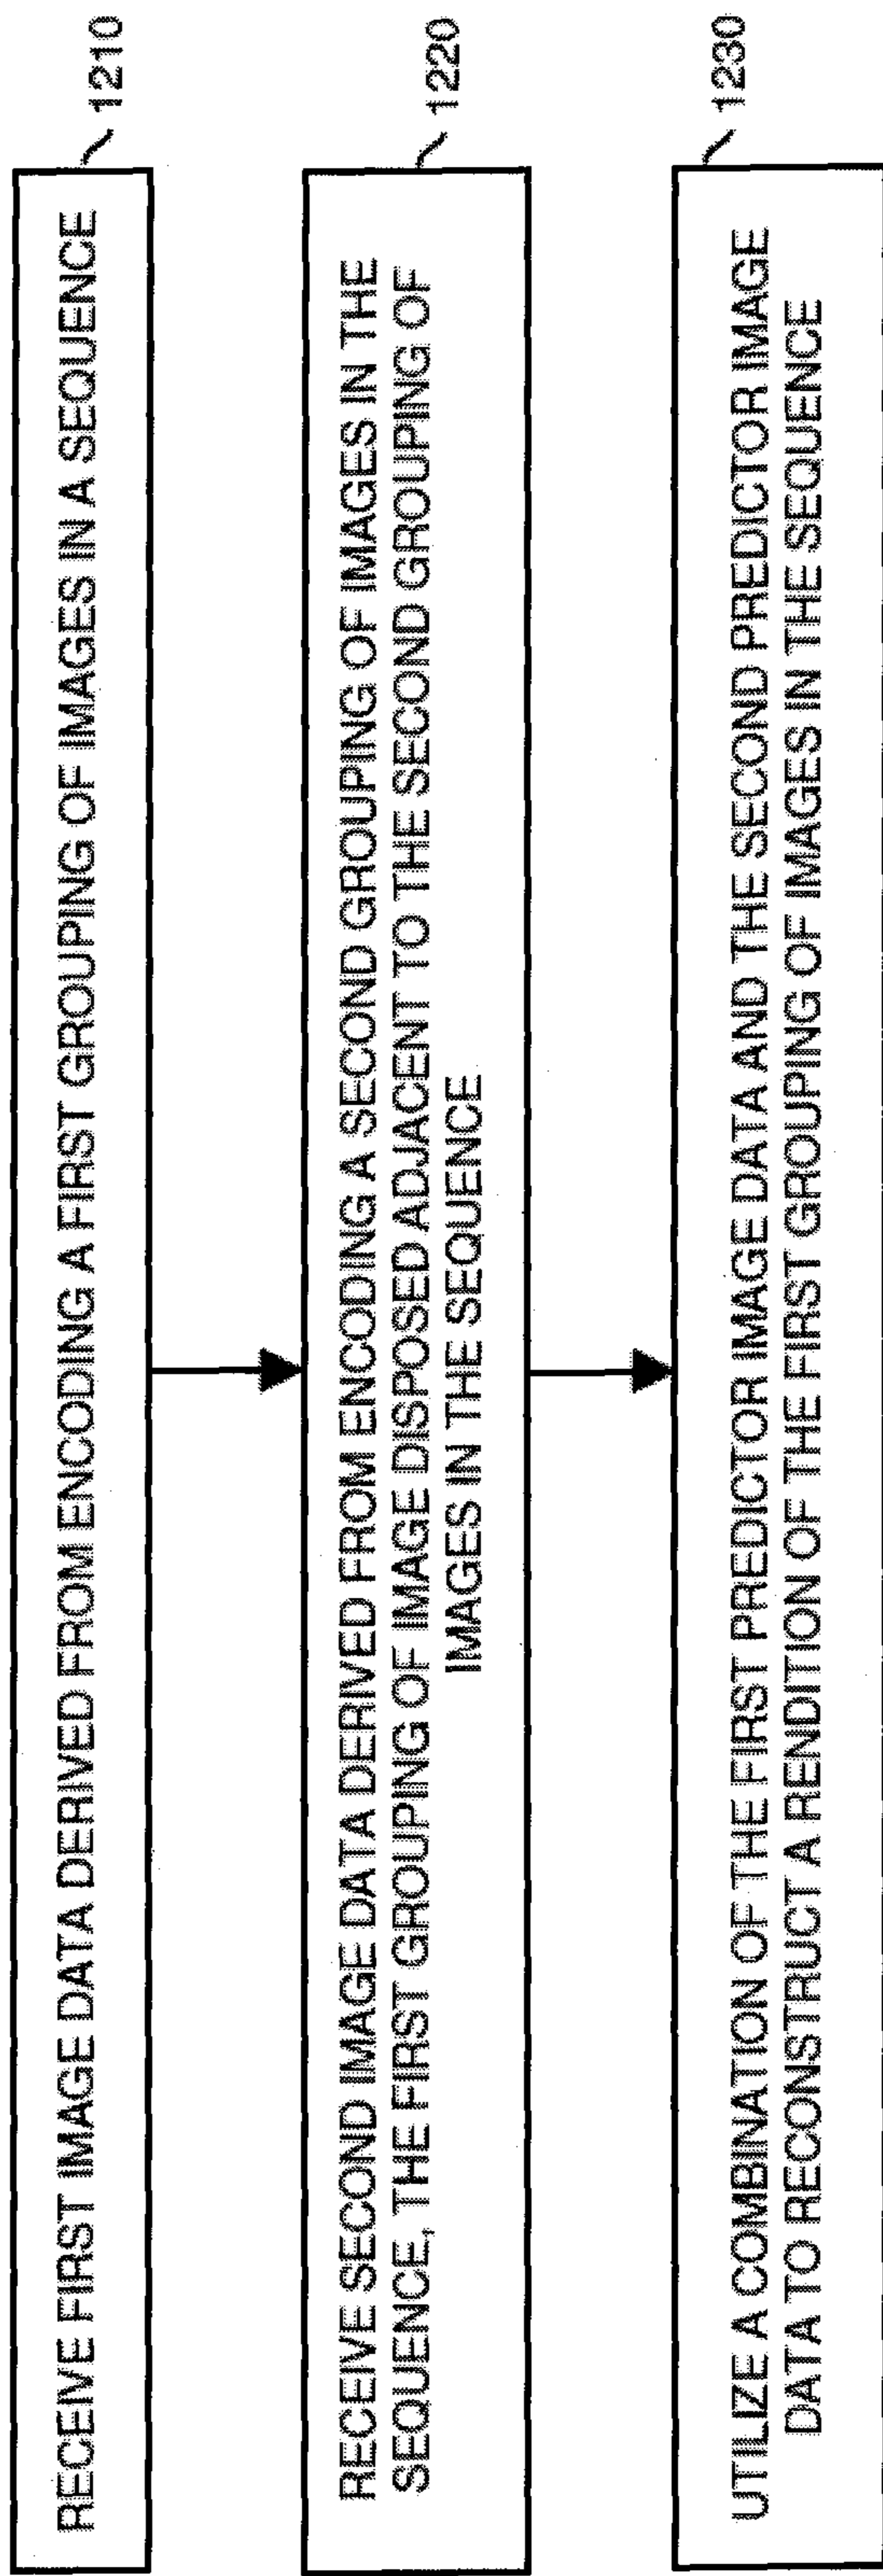 RECEIVE FIRST IMAGE DATA DERIVED FROM ENCODING A FIRST GROUPING OF IMAGES IN A SEQUENCE
1210
RECEIVE SECOND IMAGE DATA DERIVED FROM ENCODING A SECOND GROUPING OF IMAGES IN THE
SEQUENCE, THE FIRST GROUPING OF IMAGE DISPOSED ADJACENT TO THE SECOND GROUPING OF
IMAGES IN THE SEQUENCE
1220
UTILIZE A COMBINATION OF THE FIRST PREDICTOR IMAGE DATA AND THE SECOND PREDICTOR IMAGE
DATA TO RECONSTRUCT A RENDITION OF THE FIRST GROUPING OF IMAGES IN THE SEQUENCE
1230